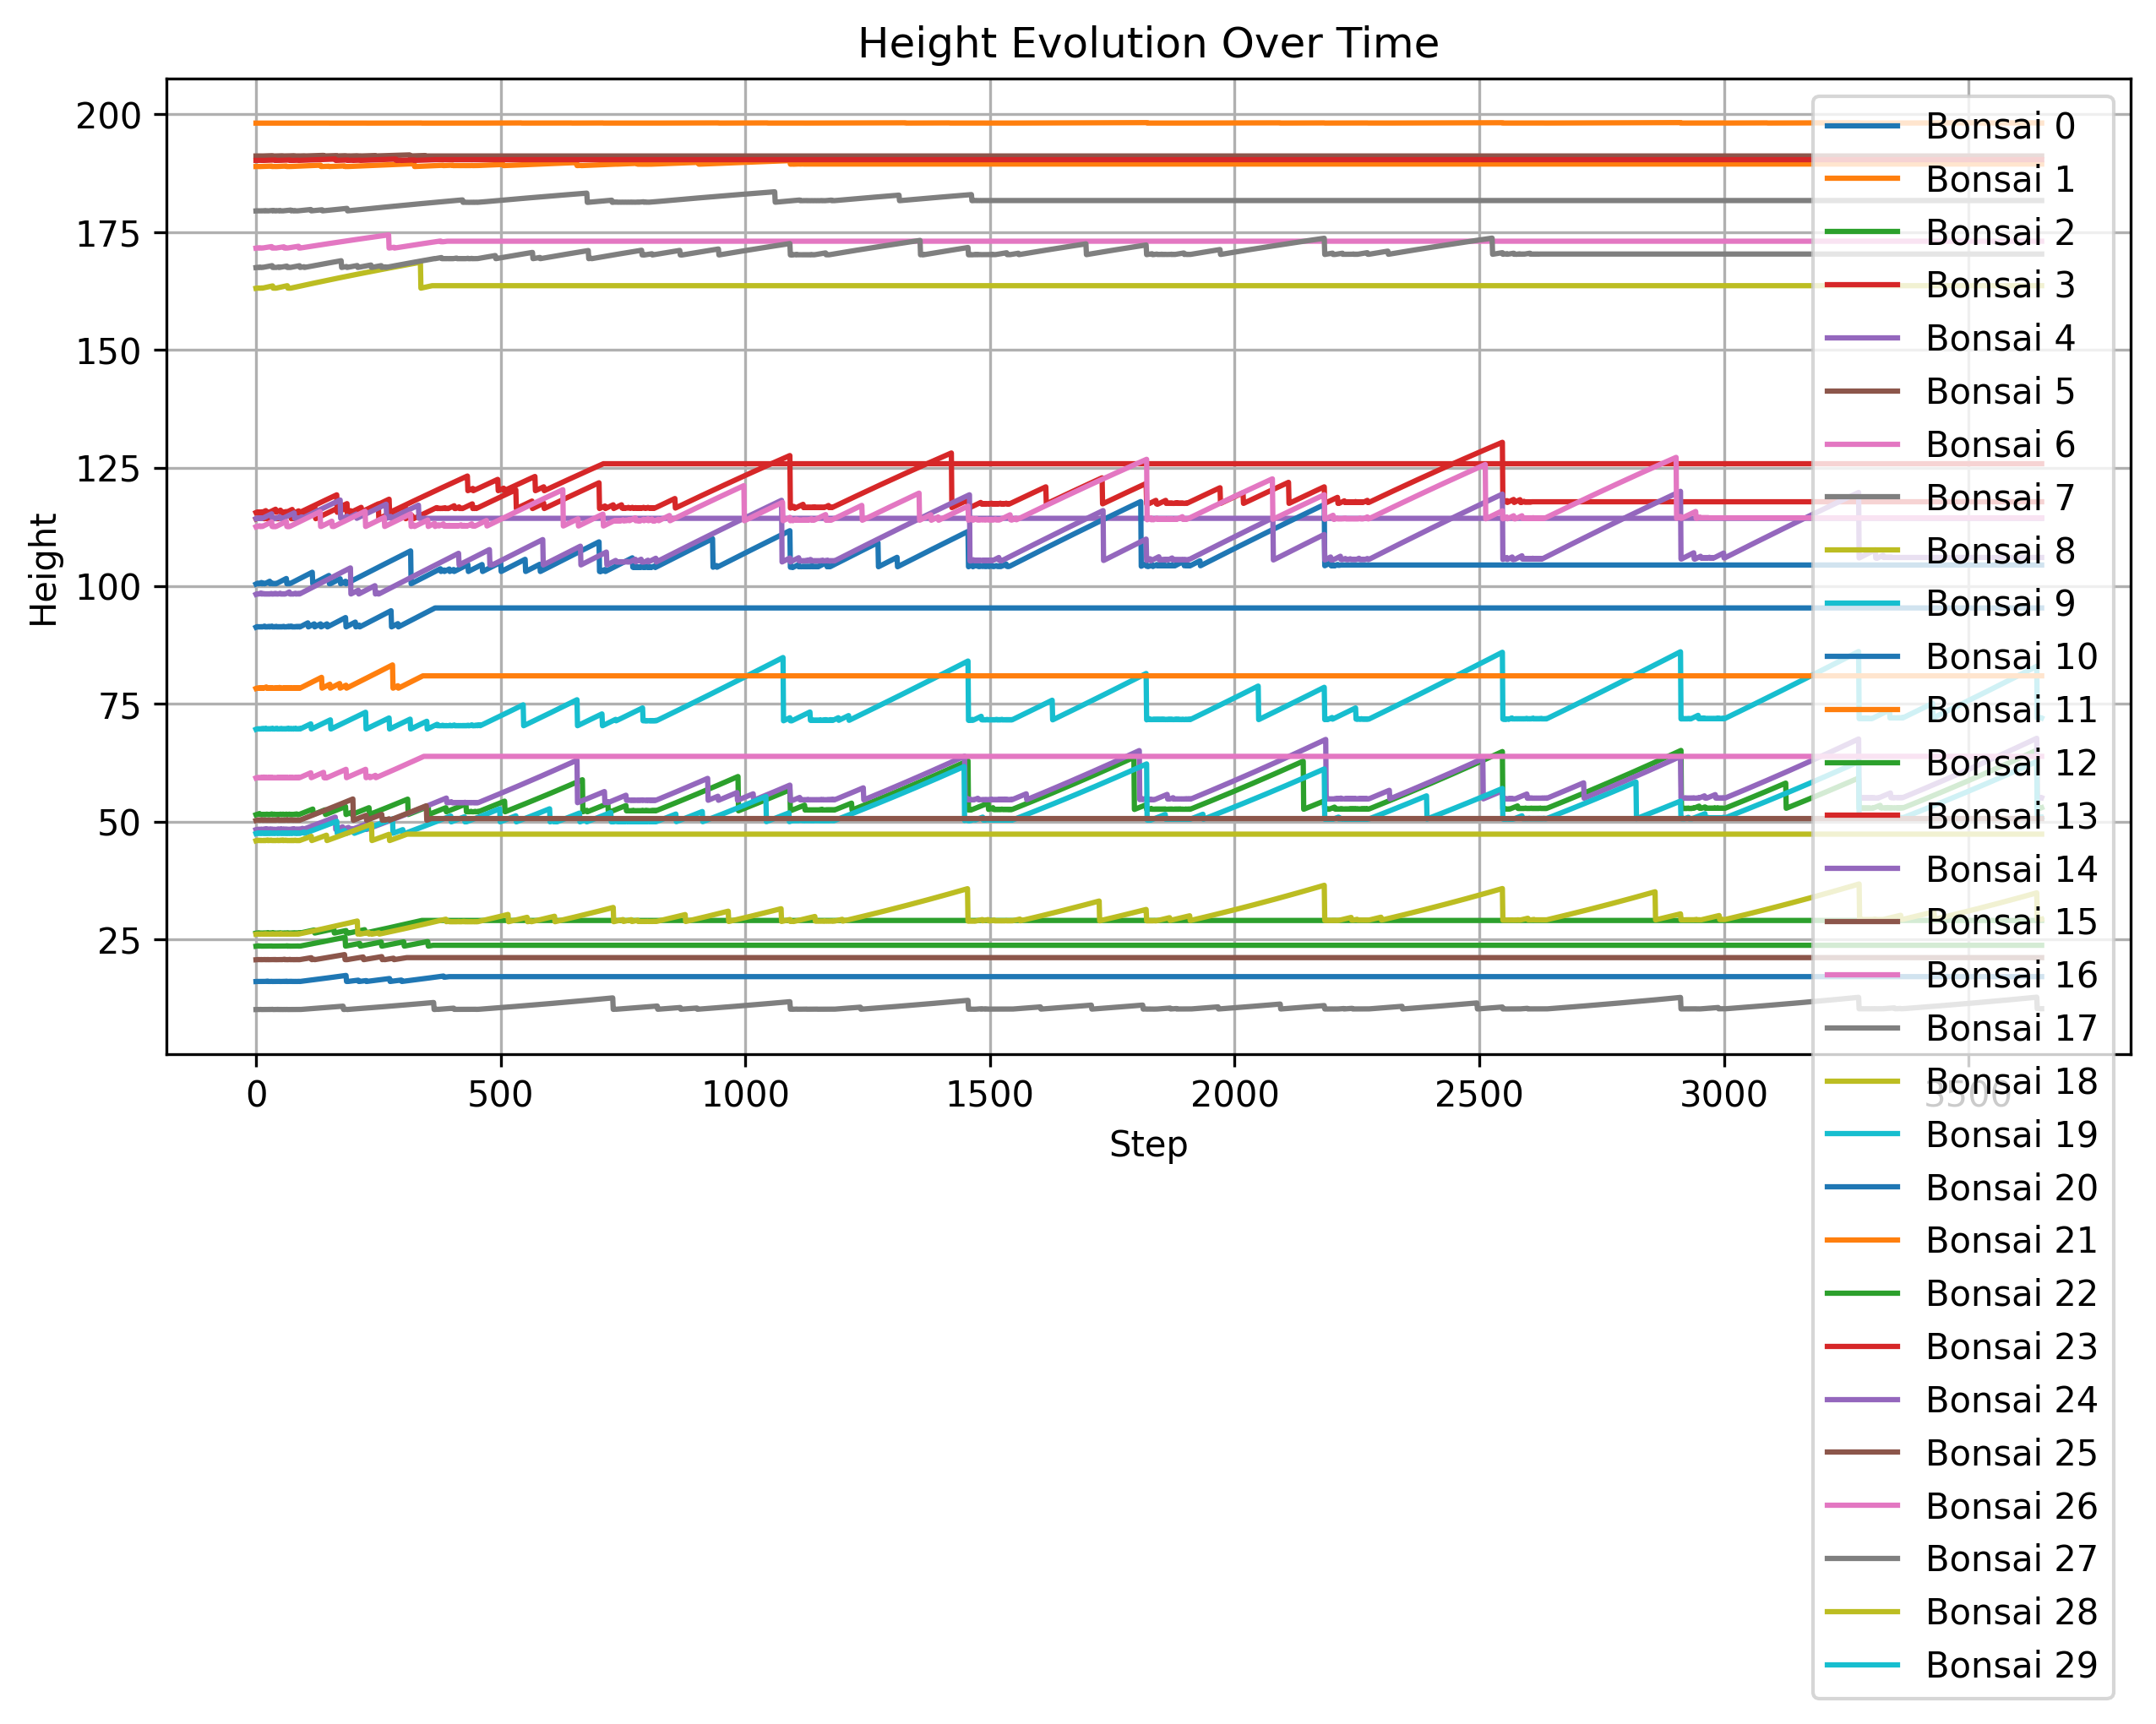 Height Evolution Over Time
Height
200
175
150
125
100
75
50
25
0 500 1000 1500 2000 2500 3000 3500
Step
Bonsai 0
Bonsai 1
Bonsai 2
Bonsai 3
Bonsai 4
Bonsai 5
Bonsai 6
Bonsai 7
Bonsai 8
Bonsai 9
Bonsai 10
Bonsai 11
Bonsai 12
Bonsai 13
Bonsai 14
Bonsai 15
Bonsai 16
Bonsai 17
Bonsai 18
Bonsai 19
Bonsai 20
Bonsai 21
Bonsai 22
Bonsai 23
Bonsai 24
Bonsai 25
Bonsai 26
Bonsai 27
Bonsai 28
Bonsai 29